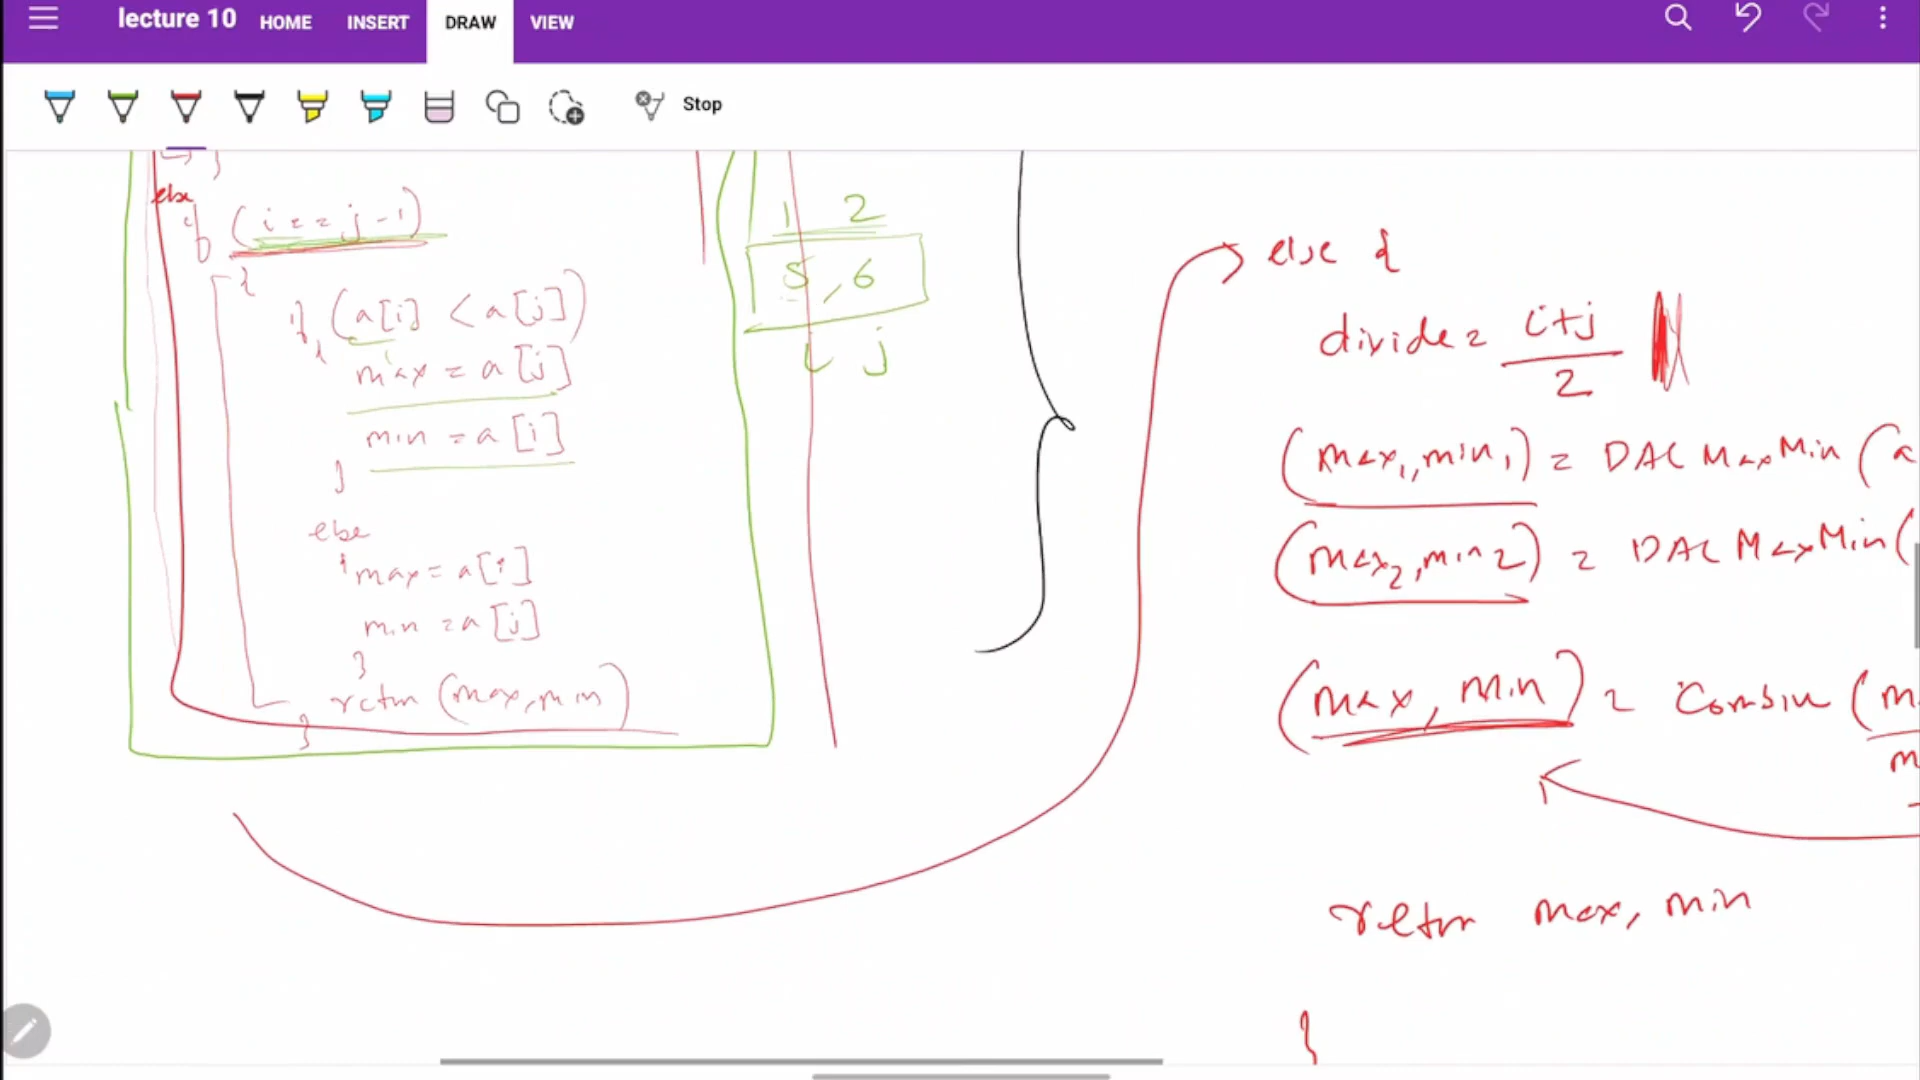 lecture 10 HOME INSERT DRAW VIEW
Stop
}
else
if (i==j-1)
{
if (a[i] < a[j])
{
max = a[j]
min = a[i]
}
else
{ max = a[i]
min = a[j]
}
return (max, min)
}
1 2
5, 6
i j
else {
divide = i+j
2
(max1, min1) = DAC MaxMin (a
(max2, min2) = DAC MaxMin (
(max, min) = Combine (m
m
return max, min
}